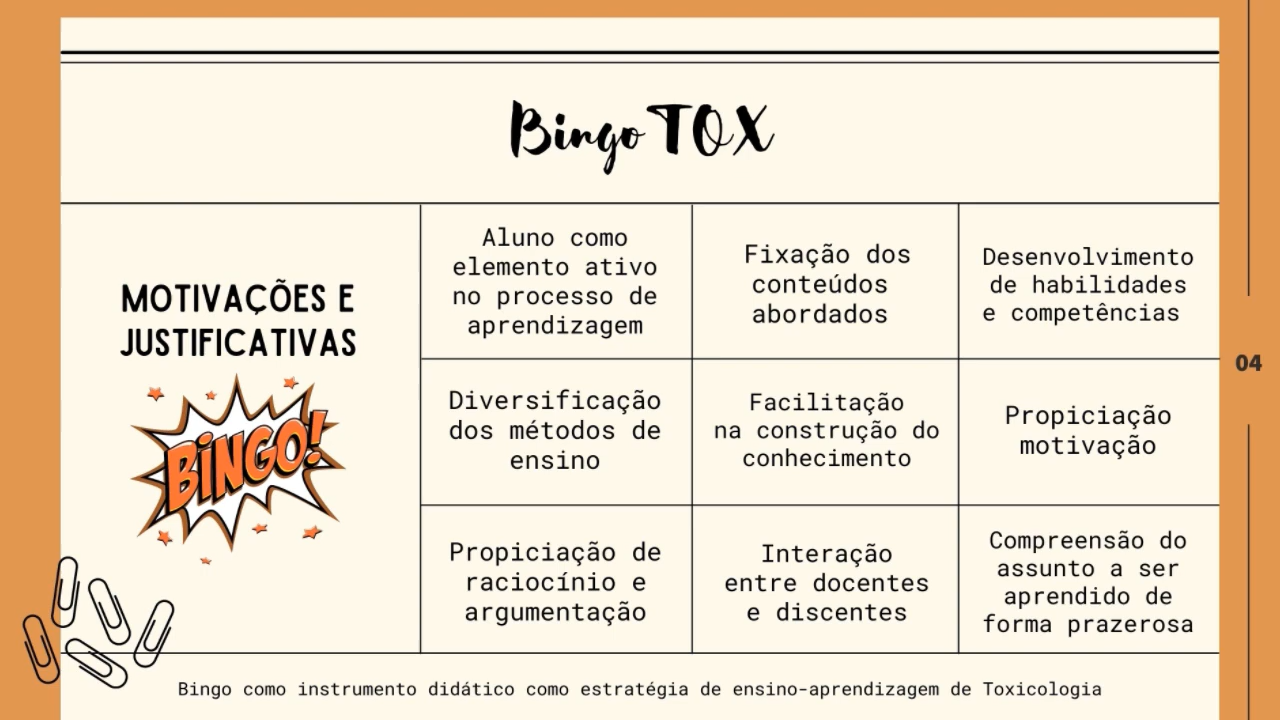 Bingo TOX
MOTIVAÇÕES E
JUSTIFICATIVAS
BINGO!
Aluno como
elemento ativo
no processo de
aprendizagem
Fixação dos
conteúdos
abordados
Desenvolvimento
de habilidades
e competências
Diversificação
dos métodos de
ensino
Facilitação
na construção do
conhecimento
Propiciação
motivação
Propiciação de
raciocínio e
argumentação
Interação
entre docentes
e discentes
Compreensão do
assunto a ser
aprendido de
forma prazerosa
04
Bingo como instrumento didático como estratégia de ensino-aprendizagem de Toxicologia